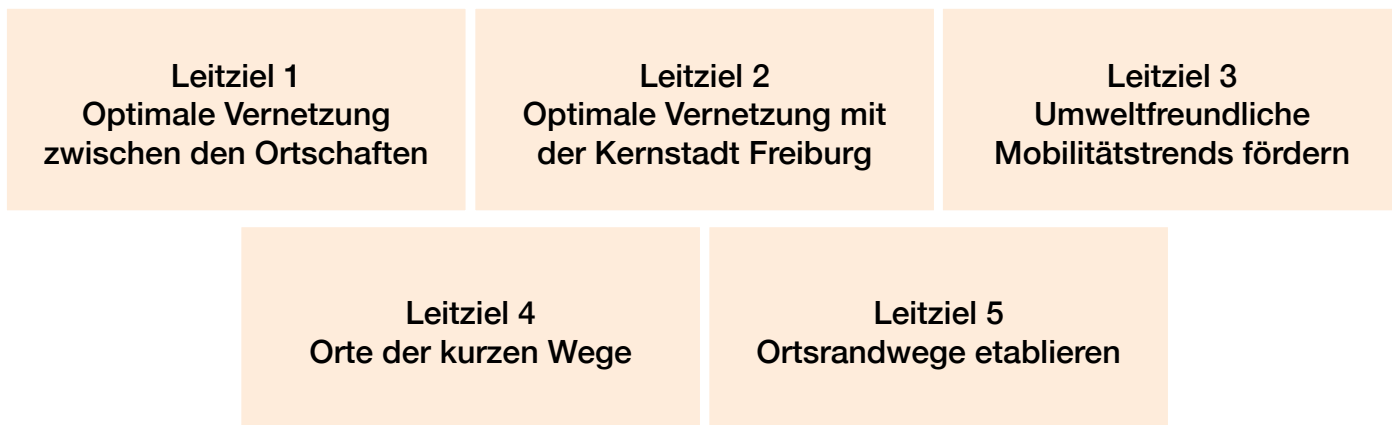 Leitziel 1
Optimale Vernetzung
zwischen den Ortschaften
Leitziel 2
Optimale Vernetzung mit
der Kernstadt Freiburg
Leitziel 3
Umweltfreundliche
Mobilitätstrends fördern
Leitziel 4
Orte der kurzen Wege
Leitziel 5
Ortsrandwege etablieren